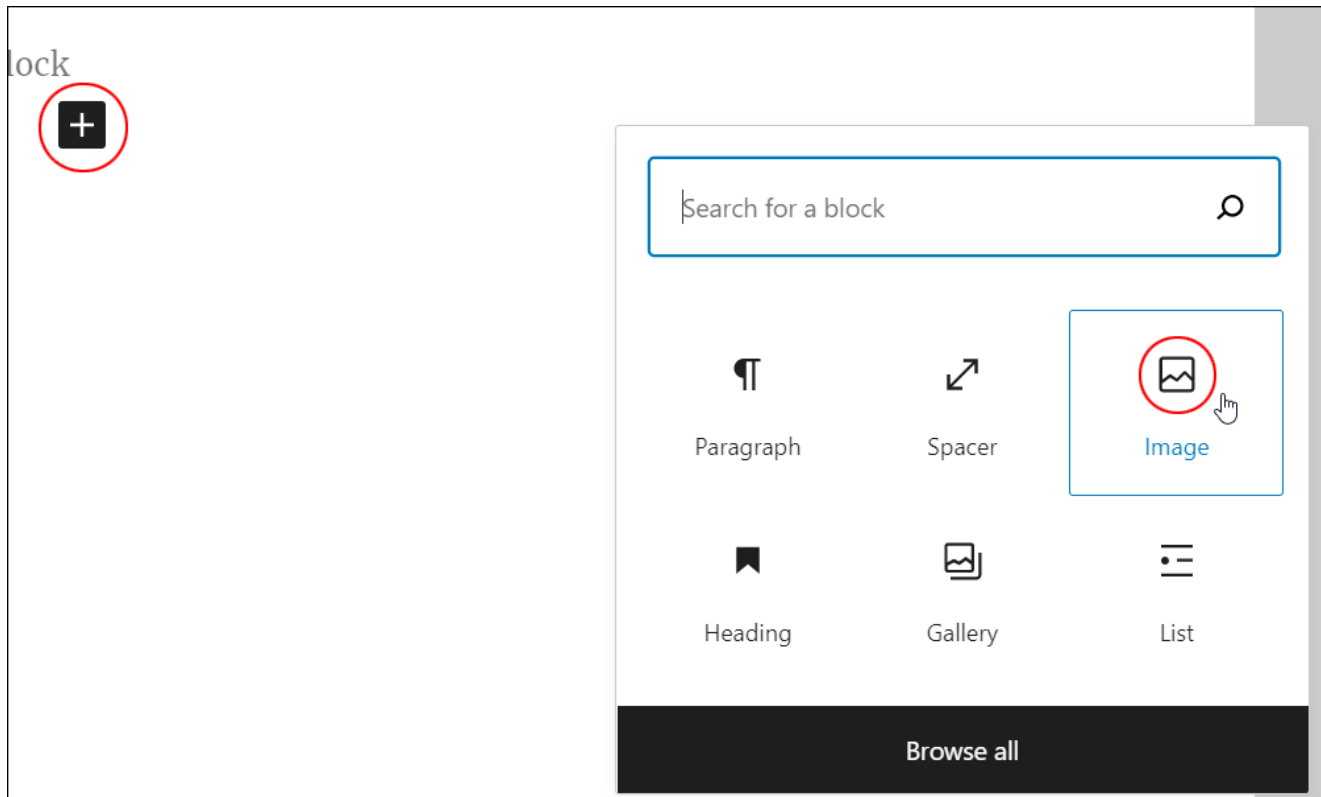 lock
Search for a block
Paragraph
Spacer
Image
Heading
Gallery
List
Browse all